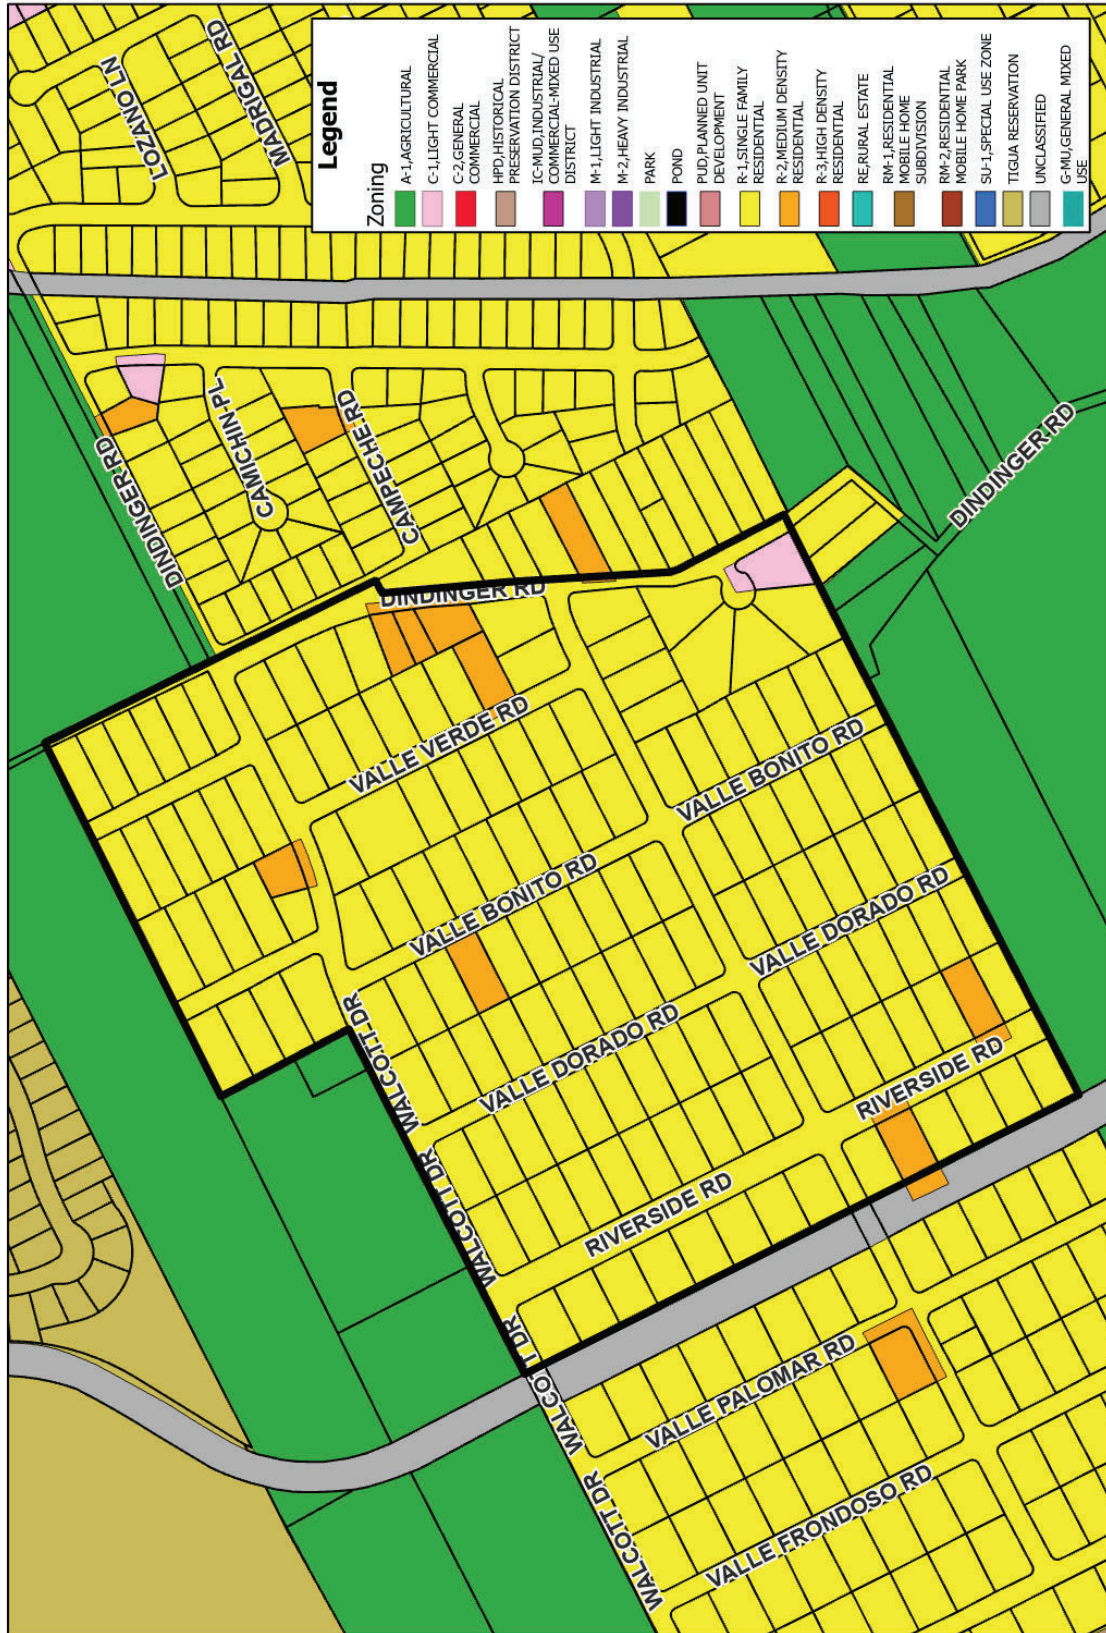 LOZANO LN
MADRIGAL RD
DINDINGER RD
CAMICHIN PL
CAMPECHE RD
DINDINGER RD
DINDINGER RD
VALLE VERDE RD
VALLE BONITO RD
VALLE BONITO RD
VALLE DORADO RD
VALLE DORADO RD
WALCOTT DR
WALCOTT DR
WALCOTT DR
WALCOTT DR
WALCOTT DR
RIVERSIDE RD
RIVERSIDE RD
VALLE PALOMAR RD
VALLE FRONDOSO RD
Legend
Zoning
A-1,AGRICULTURAL
C-1,LIGHT COMMERCIAL
C-2,GENERAL
COMMERCIAL
HPD,HISTORICAL
PRESERVATION DISTRICT
IC-MUD,INDUSTRIAL/
COMMERCIAL-MIXED USE
DISTRICT
M-1,LIGHT INDUSTRIAL
M-2,HEAVY INDUSTRIAL
PARK
POND
PUD,PLANNED UNIT
DEVELOPMENT
R-1,SINGLE FAMILY
RESIDENTIAL
R-2,MEDIUM DENSITY
RESIDENTIAL
R-3,HIGH DENSITY
RESIDENTIAL
RE,RURAL ESTATE
RM-1,RESIDENTIAL
MOBILE HOME
SUBDIVISION
RM-2,RESIDENTIAL
MOBILE HOME PARK
SU-1,SPECIAL USE ZONE
TIGUA RESERVATION
UNCLASSIFIED
G-MU,GENERAL MIXED
USE